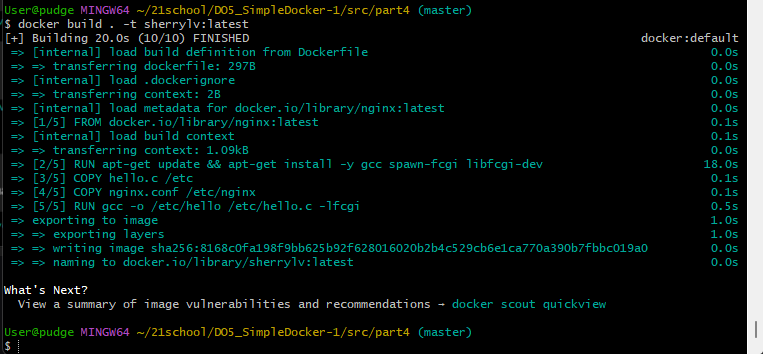 User@pudge MINGW64 ~/21school/DO5_SimpleDocker-1/src/part4 (master)
$ docker build . -t sherrylv:latest
[+] Building 20.0s (10/10) FINISHED docker:default
=> [internal] load build definition from Dockerfile 0.0s
=> => transferring dockerfile: 297B 0.0s
=> [internal] load .dockerignore 0.0s
=> => transferring context: 2B 0.0s
=> [internal] load metadata for docker.io/library/nginx:latest 0.0s
=> [1/5] FROM docker.io/library/nginx:latest 0.1s
=> [internal] load build context 0.1s
=> => transferring context: 1.09kB 0.0s
=> [2/5] RUN apt-get update && apt-get install -y gcc spawn-fcgi libfcgi-dev 18.0s
=> [3/5] COPY hello.c /etc 0.1s
=> [4/5] COPY nginx.conf /etc/nginx 0.1s
=> [5/5] RUN gcc -o /etc/hello /etc/hello.c -lfcgi 0.5s
=> exporting to image 1.0s
=> => exporting layers 1.0s
=> => writing image sha256:8168c0fa198f9bb625b92f628016020b2b4c529cb6e1ca770a390b7fbbc019a0 0.0s
=> => naming to docker.io/library/sherrylv:latest 0.0s
What's Next?
View a summary of image vulnerabilities and recommendations → docker scout quickview
User@pudge MINGW64 ~/21school/DO5_SimpleDocker-1/src/part4 (master)
$